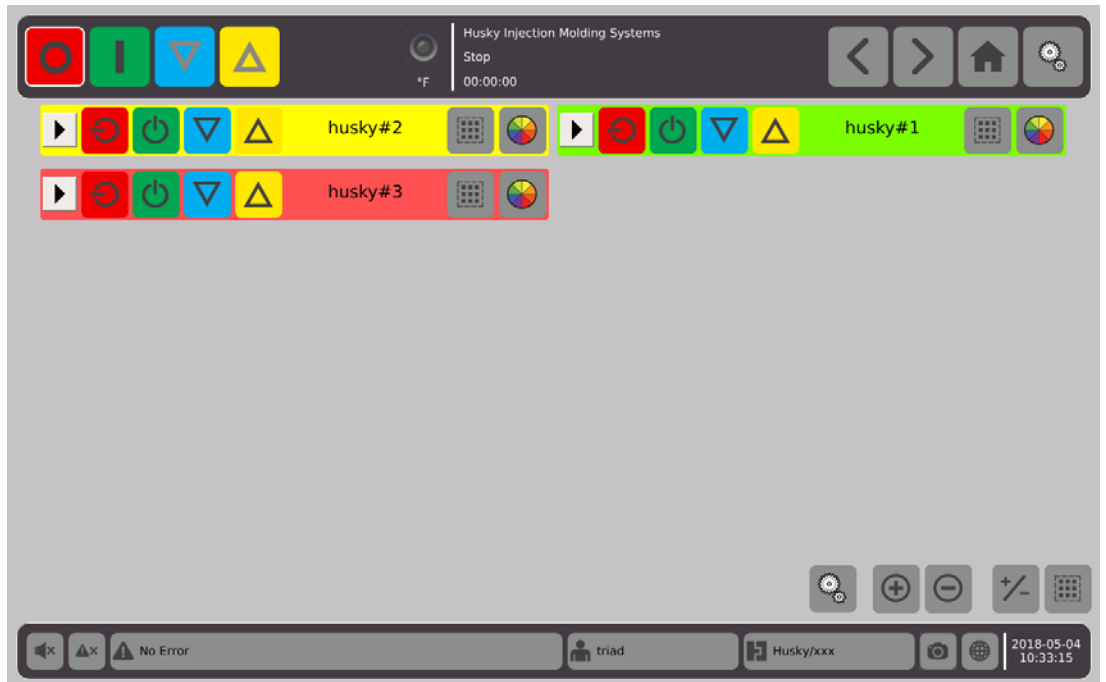 Husky Injection Molding Systems
Stop
°F
00:00:00
husky#2
husky#1
husky#3
No Error
triad
Husky/xxx
2018-05-04
10:33:15